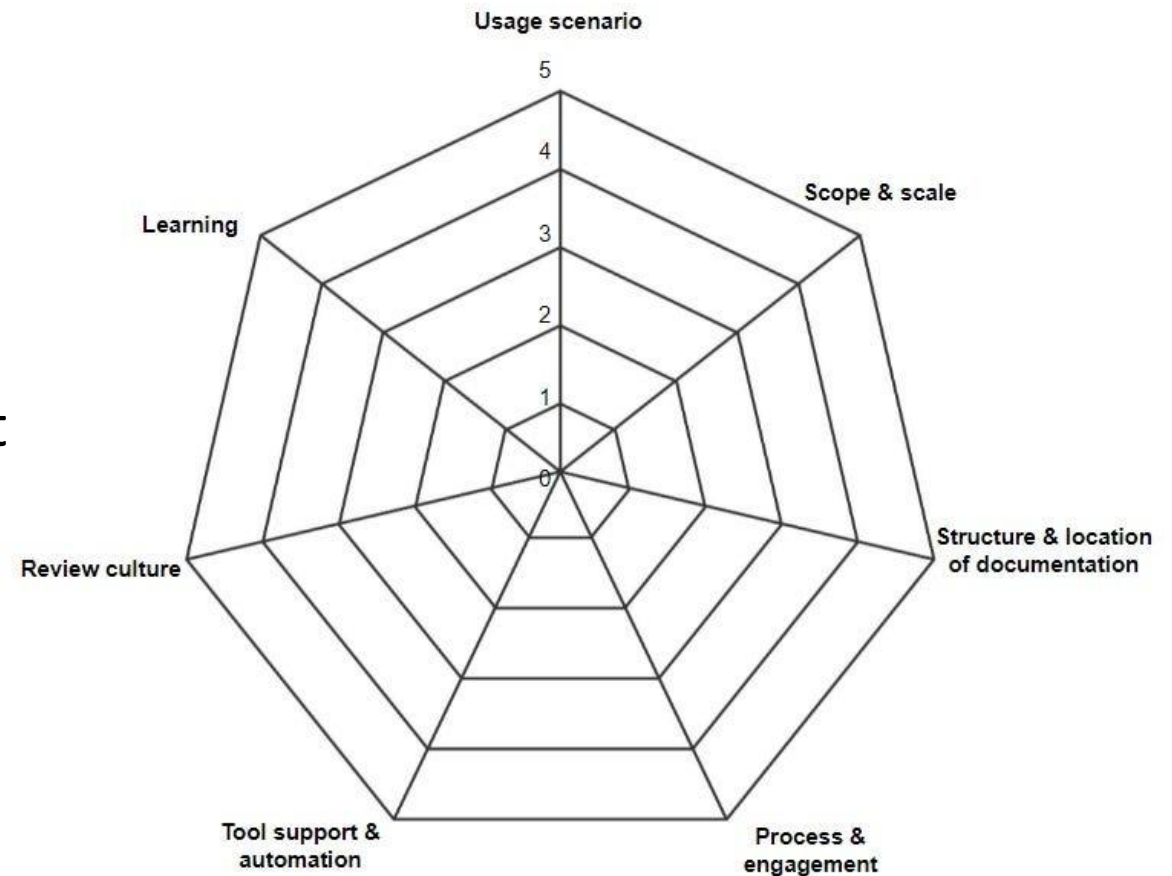 Usage scenario
5
4
Scope & scale
Learning
3
2
1
t
0
Structure & location
of documentation
Review culture
Tool support &
automation
Process &
engagement